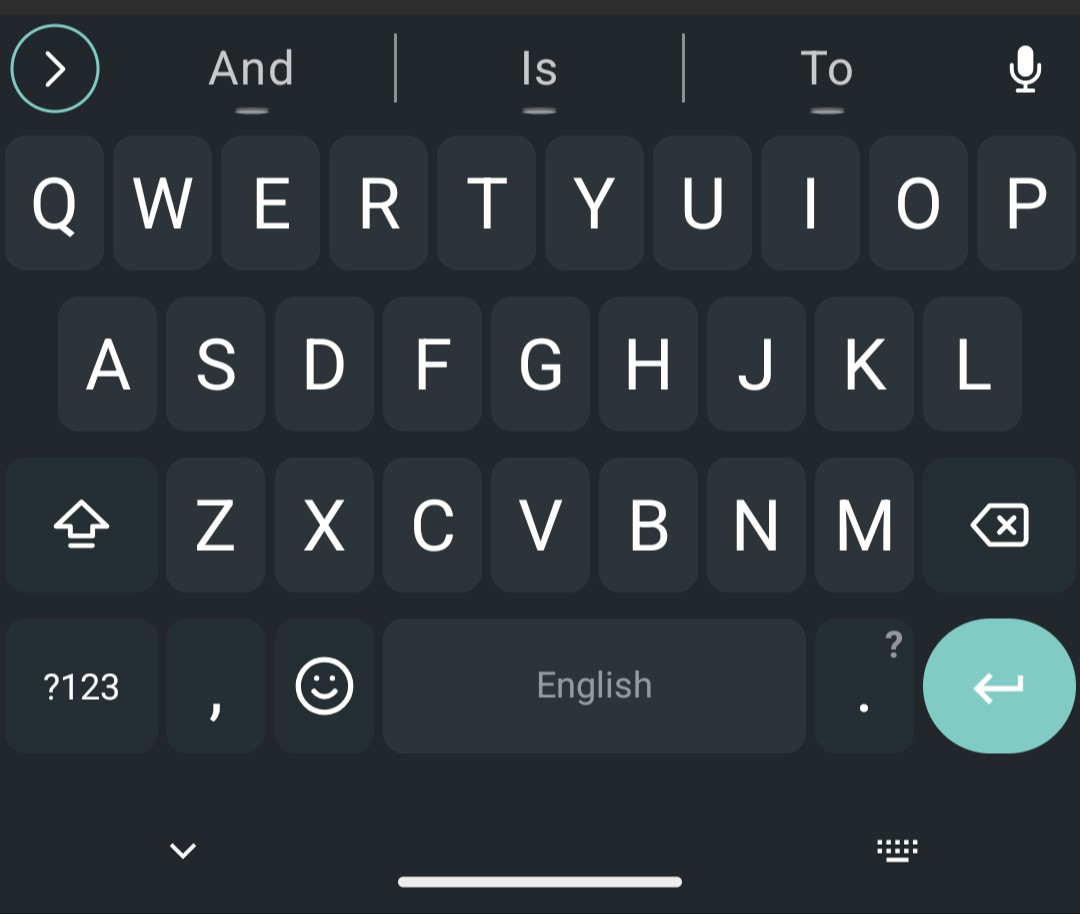 And Is To
Q W E R T Y U I O P
A S D F G H J K L
Z X C V B N M
?123 , English . ?